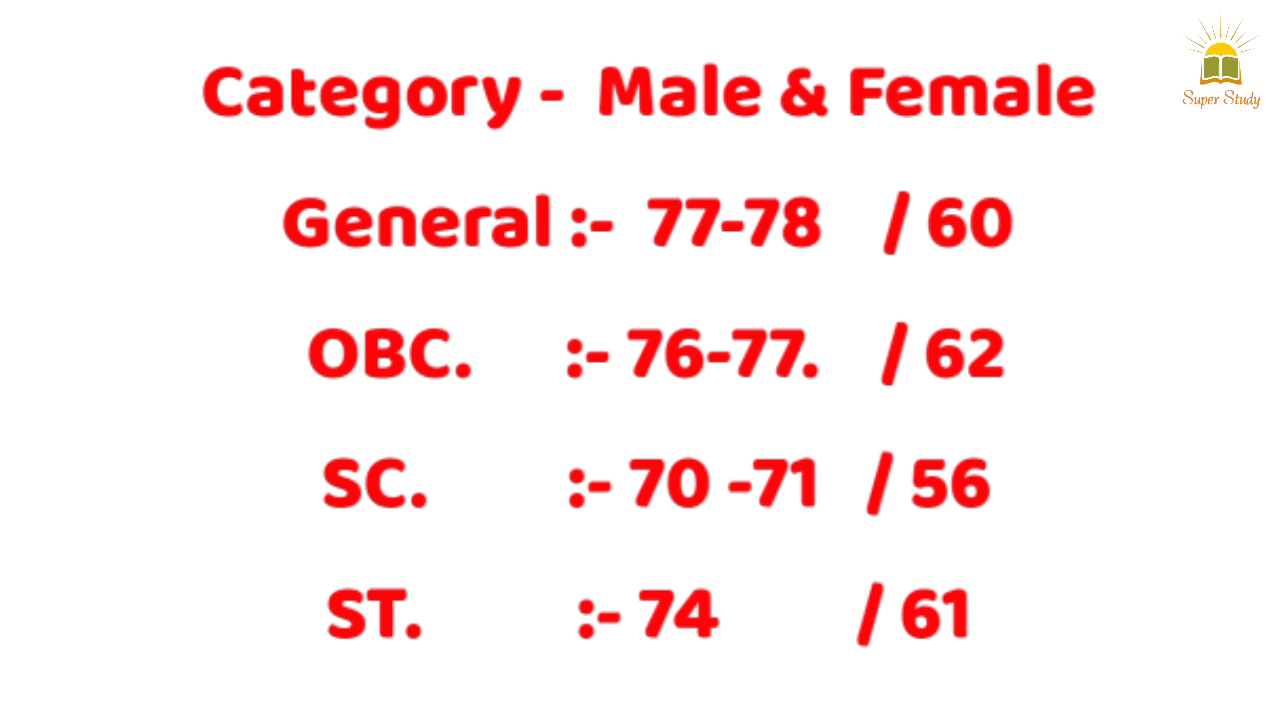 Super Study
Category - Male & Female
General :- 77-78 / 60
OBC. :- 76-77. / 62
SC. :- 70 -71 / 56
ST. :- 74 / 61